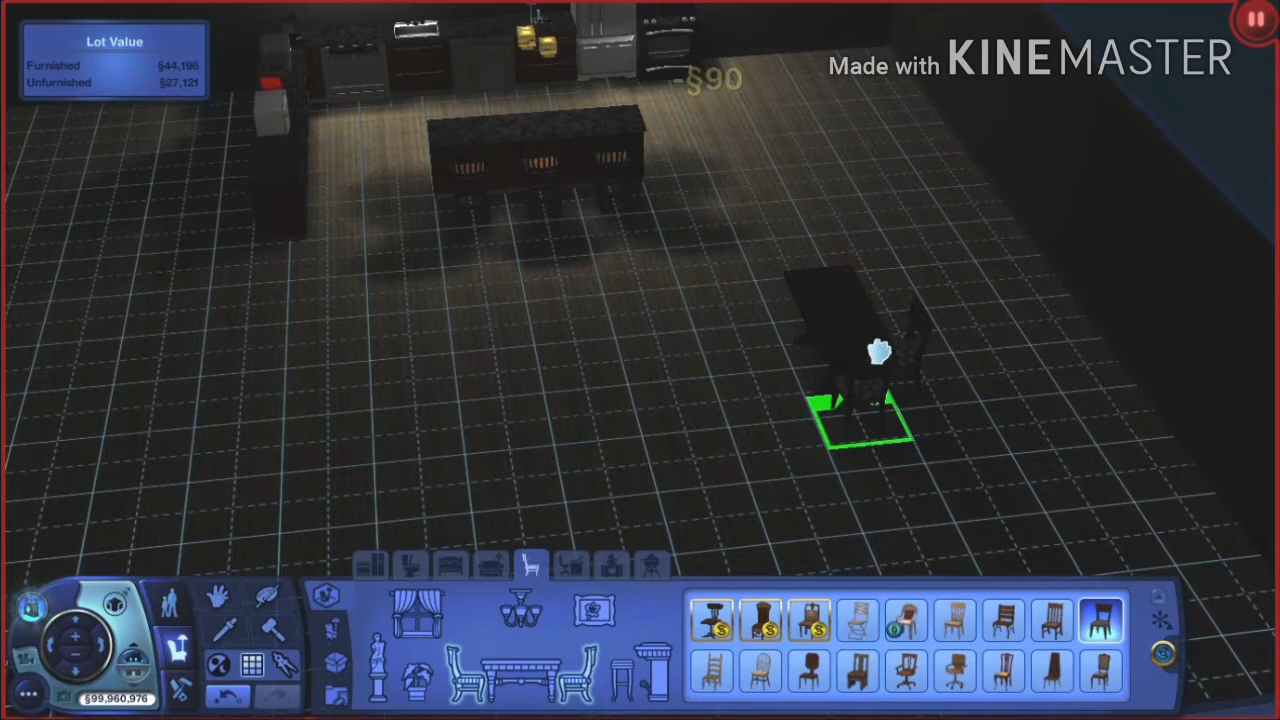 Lot Value
Furnished §44,196
Unfurnished §27,121
Made with KINEMASTER
-§90
§99,960,976